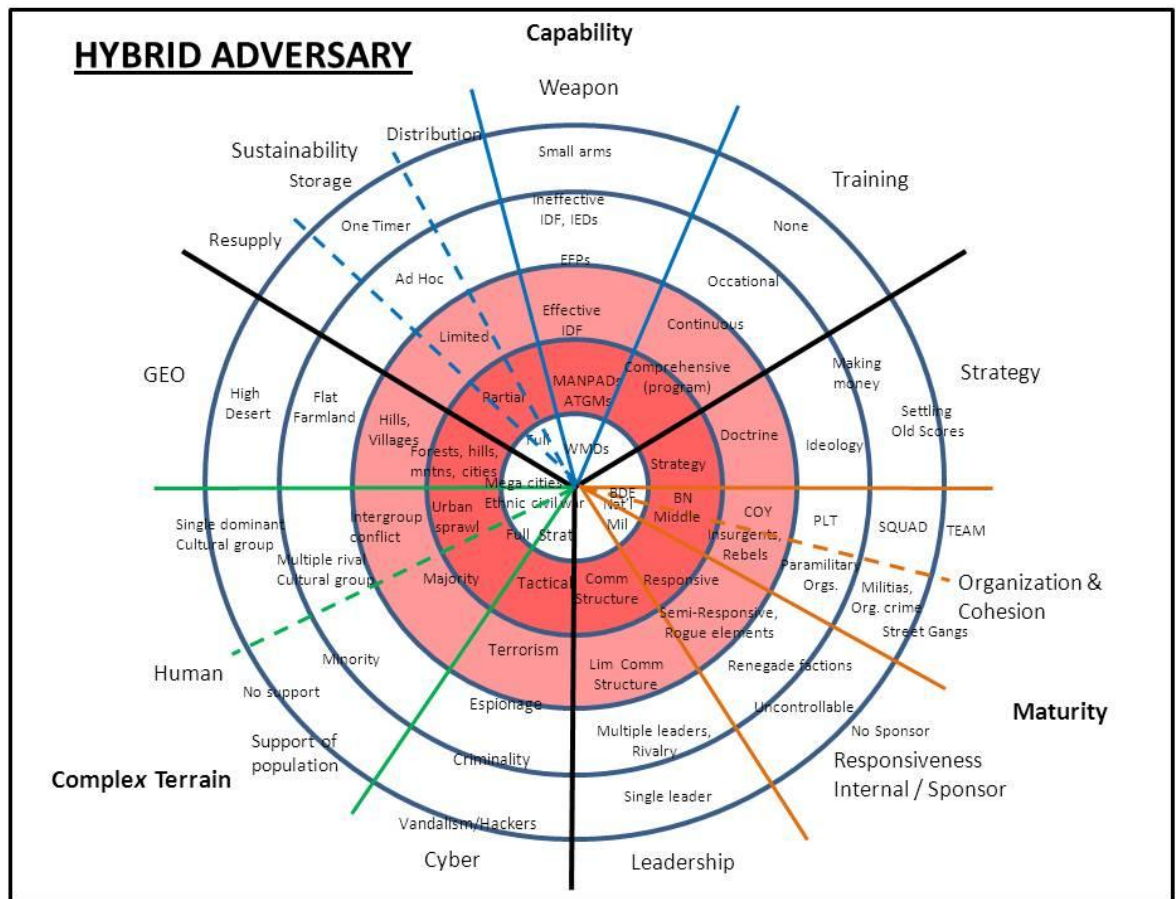 HYBRID ADVERSARY
Capability
Weapon
Small arms
Ineffective
IDF, IEDs.
EFPs
Effective
IDF
MANPADs
ATGMs
WMDs
Training
None
Occational
Continuous
Comprehensive
(program)
Strategy
Settling
Old Scores
Making
money
Ideology
Doctrine
Strategy
TEAM
SQUAD
PLT
COY
BN
BDE
Organization &
Cohesion
Street Gangs
Militias,
Org. crime
Paramilitary
Orgs.
Insurgents,
Rebels
Middle
Nat'l
Mil
Maturity
Responsiveness
Internal / Sponsor
No Sponsor
Uncontrollable
Renegade factions
Semi-Responsive,
Rogue elements
Responsive
Leadership
Single leader
Multiple leaders,
Rivalry
Lim Comm
Structure
Comm
Structure
Cyber
Vandalism/Hackers
Criminality
Espionage
Terrorism
Tactical
Full Strat
Complex Terrain
Support of
population
No support
Minority
Majority
Human
Single dominant
Cultural group
Multiple rival
Cultural group
Intergroup
conflict
Urban
sprawl
Ethnic civil war
GEO
High
Desert
Flat
Farmland
Hills,
Villages
Forests, hills,
mntns, cities
Mega cities
Sustainability
Distribution
Storage
Resupply
One Timer
Ad Hoc
Limited
Partial
Full